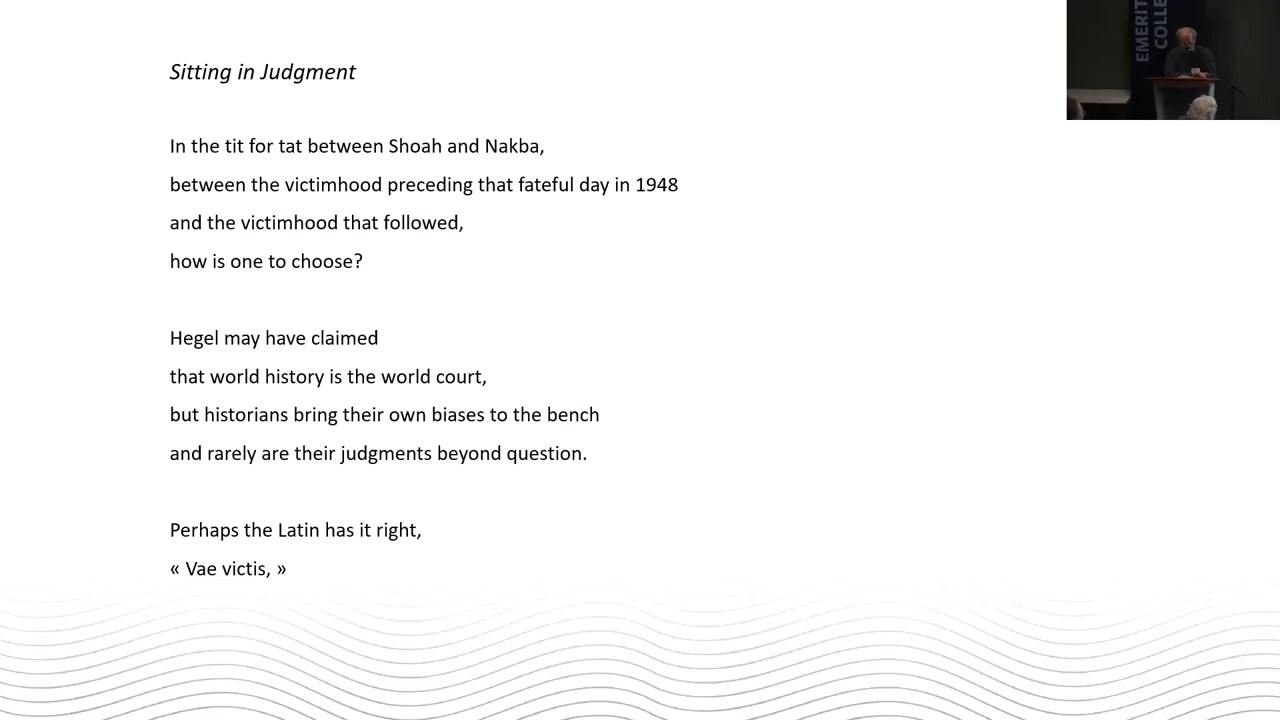 Sitting in Judgment
In the tit for tat between Shoah and Nakba,
between the victimhood preceding that fateful day in 1948
and the victimhood that followed,
how is one to choose?
Hegel may have claimed
that world history is the world court,
but historians bring their own biases to the bench
and rarely are their judgments beyond question.
Perhaps the Latin has it right,
« Vae victis, »
EMERIT
COLLE